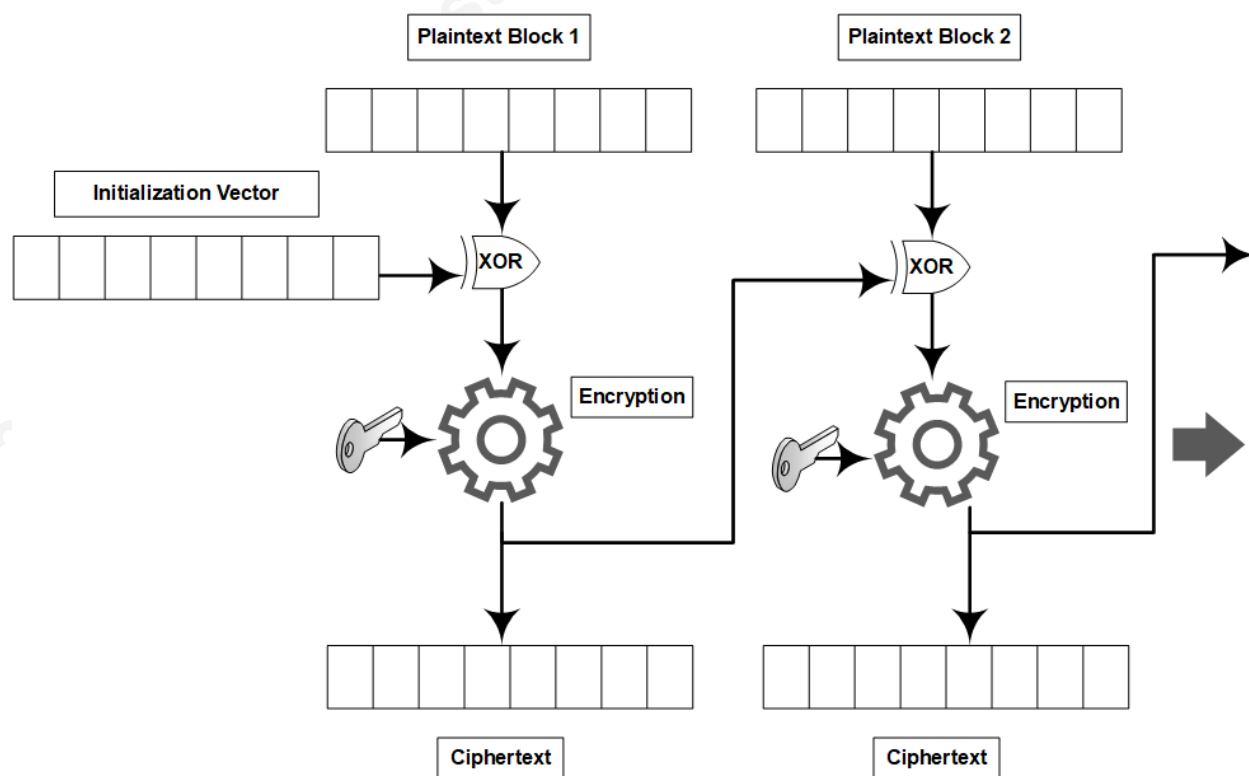 Plaintext Block 1
Plaintext Block 2
Initialization Vector
XOR
XOR
Encryption
Encryption
Ciphertext
Ciphertext